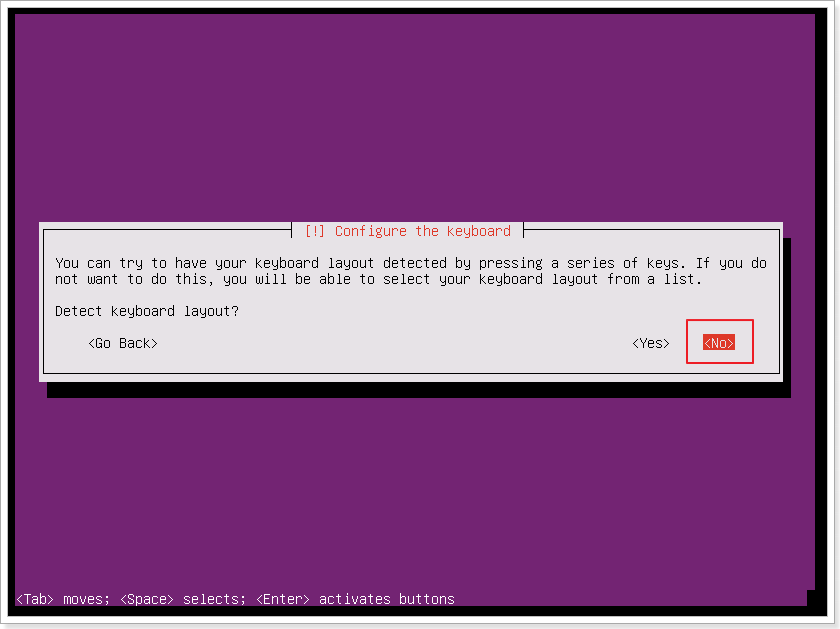 [!] Configure the keyboard
You can try to have your keyboard layout detected by pressing a series of keys. If you do
not want to do this, you will be able to select your keyboard layout from a list.
Detect keyboard layout?
<Go Back> <Yes> <No>
<Tab> moves; <Space> selects; <Enter> activates buttons